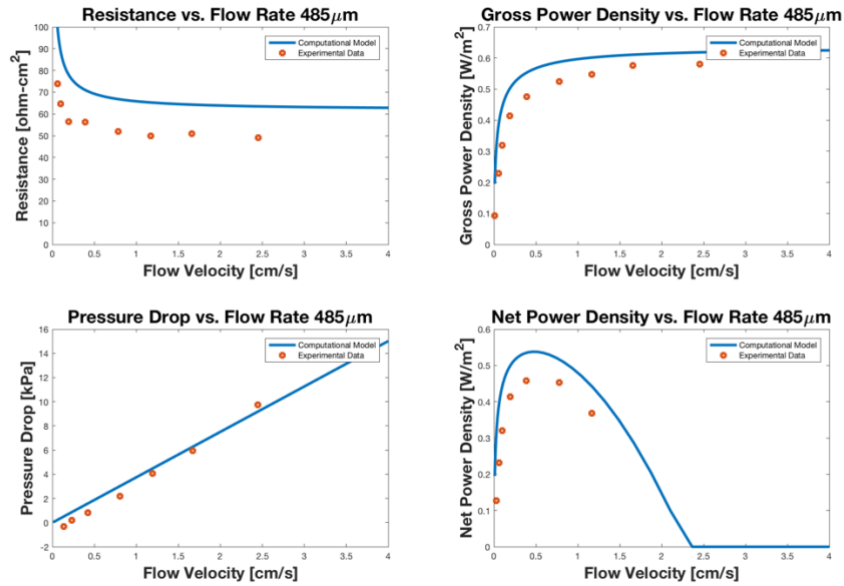 Resistance vs. Flow Rate 485μm
100
90
80
70
60
50
40
30
20
10
0
Resistance [ohm-cm²]
Computational Model
Experimental Data
0 0.5 1 1.5 2 2.5 3 3.5 4
Flow Velocity [cm/s]
Gross Power Density vs. Flow Rate 485μm
0.7
0.6
0.5
0.4
0.3
0.2
0.1
0
Gross Power Density [W/m²]
Computational Model
Experimental Data
0 0.5 1 1.5 2 2.5 3 3.5 4
Flow Velocity [cm/s]
Pressure Drop vs. Flow Rate 485μm
16
14
12
10
8
6
4
2
0
-2
Pressure Drop [kPa]
Computational Model
Experimental Data
0 0.5 1 1.5 2 2.5 3 3.5 4
Flow Velocity [cm/s]
Net Power Density vs. Flow Rate 485μm
0.6
0.5
0.4
0.3
0.2
0.1
0
Net Power Density [W/m²]
Computational Model
Experimental Data
0 0.5 1 1.5 2 2.5 3 3.5 4
Flow Velocity [cm/s]